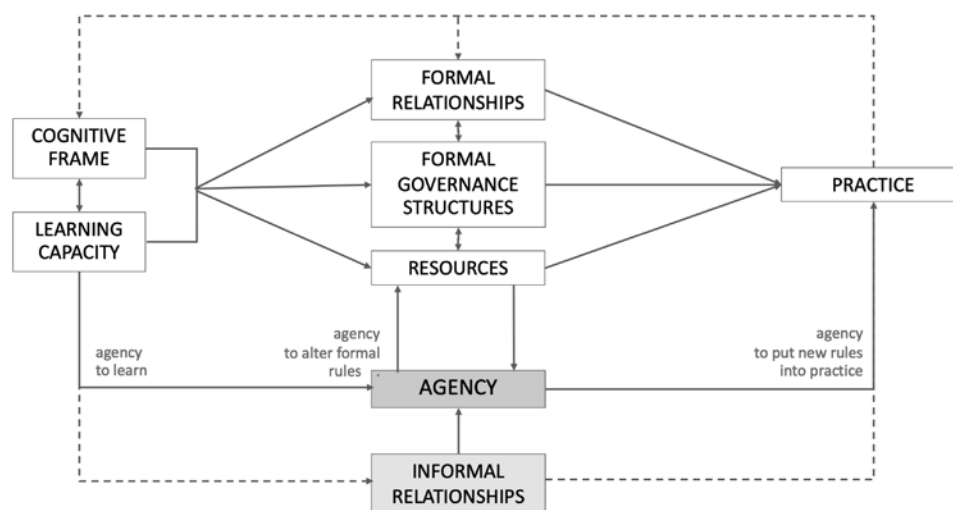 FORMAL
RELATIONSHIPS
COGNITIVE
FRAME
FORMAL
GOVERNANCE
STRUCTURES
PRACTICE
LEARNING
CAPACITY
RESOURCES
agency
to learn
agency
to alter formal
rules
agency
to put new rules
into practice
AGENCY
INFORMAL
RELATIONSHIPS